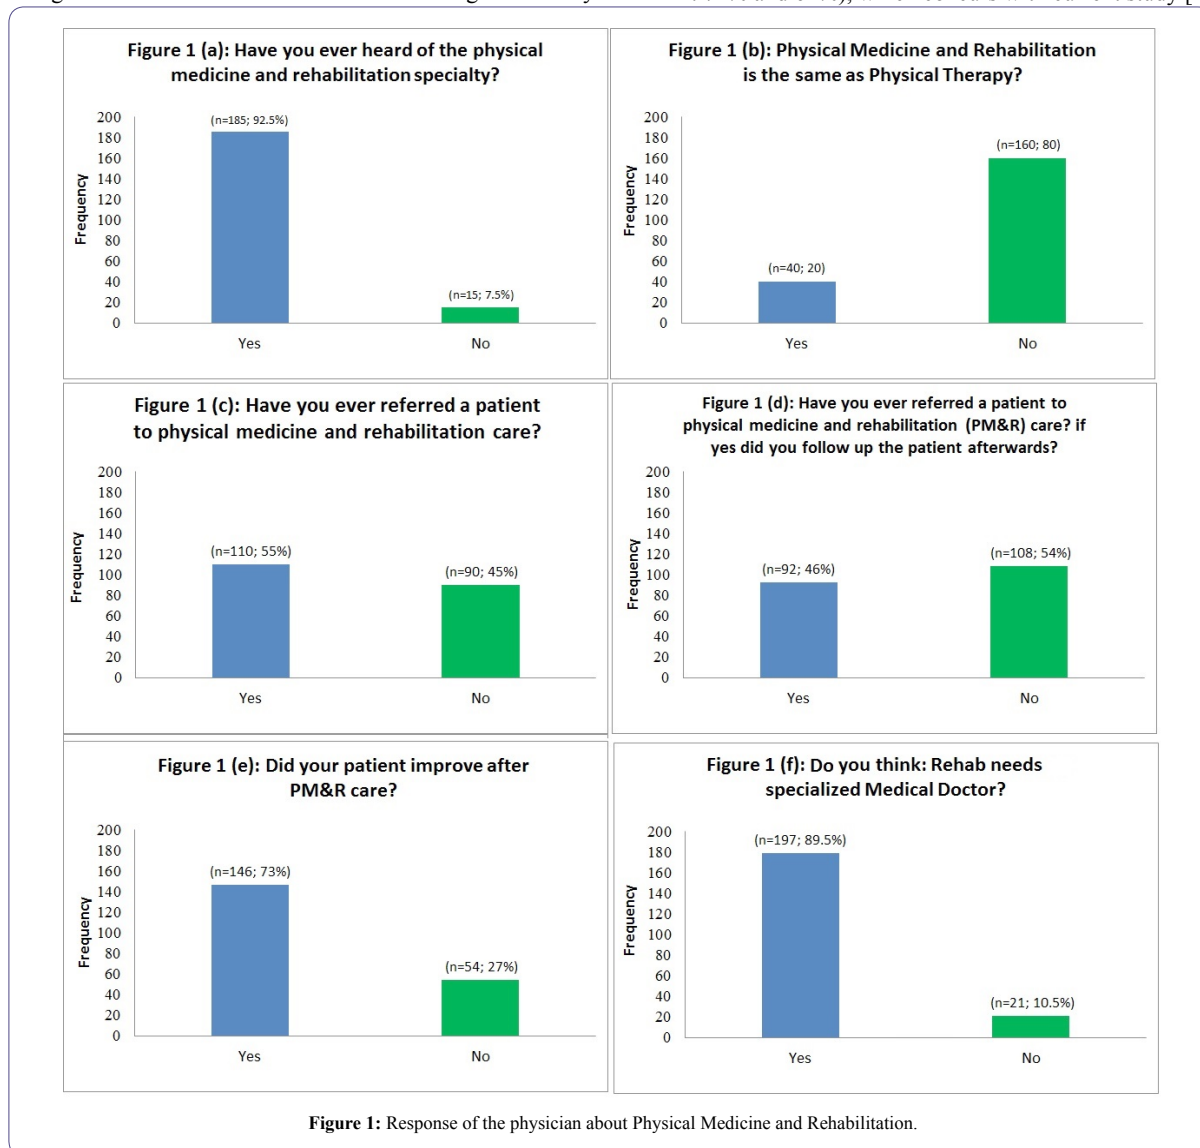 Figure 1 (a): Have you ever heard of the physical
medicine and rehabilitation specialty?
200
180
160
140
120
100
80
60
40
20
0
Frequency
(n=185; 92.5%)
(n=15; 7.5%)
Yes
No
Figure 1 (b): Physical Medicine and Rehabilitation
is the same as Physical Therapy?
200
180
160
140
120
100
80
60
40
20
0
Frequency
(n=40; 20)
(n=160; 80)
Yes
No
Figure 1 (c): Have you ever referred a patient
to physical medicine and rehabilitation care?
200
180
160
140
120
100
80
60
40
20
0
Frequency
(n=110; 55%)
(n=90; 45%)
Yes
No
Figure 1 (d): Have you ever referred a patient to
physical medicine and rehabilitation (PM&R) care? if
yes did you follow up the patient afterwards?
200
180
160
140
120
100
80
60
40
20
0
Frequency
(n=92; 46%)
(n=108; 54%)
Yes
No
Figure 1 (e): Did your patient improve after
PM&R care?
200
180
160
140
120
100
80
60
40
20
0
Frequency
(n=146; 73%)
(n=54; 27%)
Yes
No
Figure 1 (f): Do you think: Rehab needs
specialized Medical Doctor?
200
180
160
140
120
100
80
60
40
20
0
Frequency
(n=197; 89.5%)
(n=21; 10.5%)
Yes
No
Figure 1: Response of the physician about Physical Medicine and Rehabilitation.